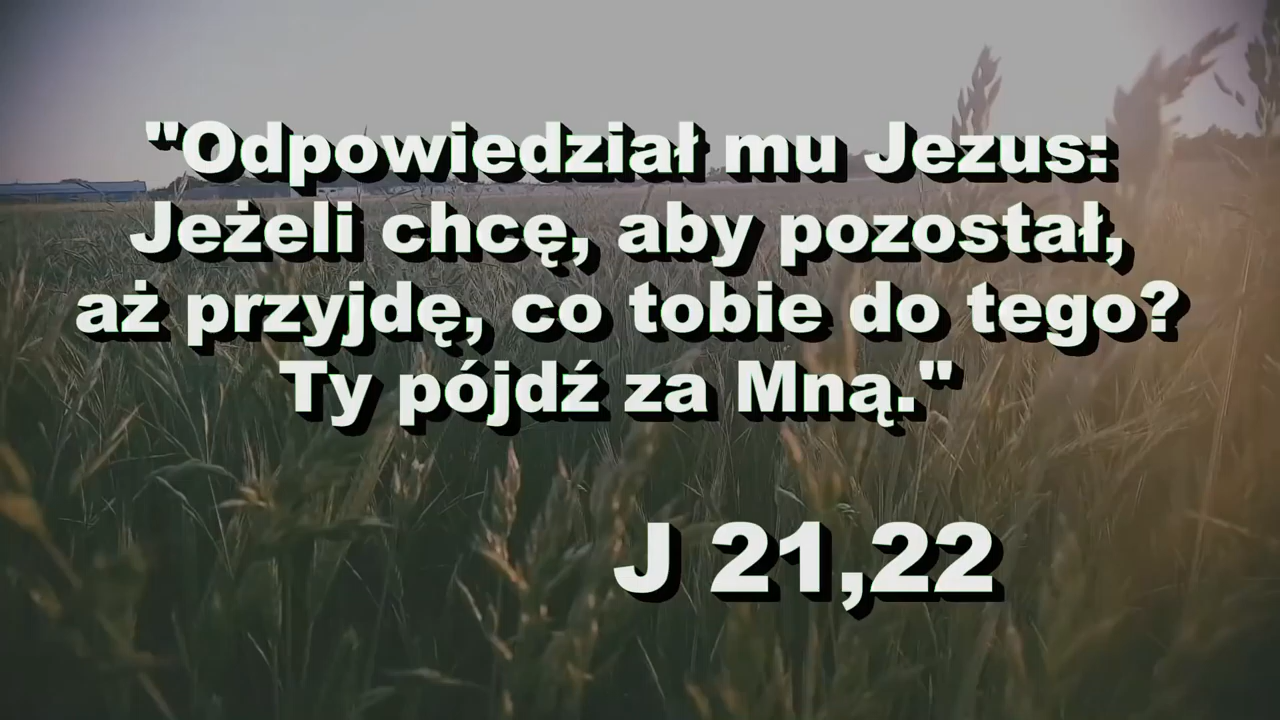 "Odpowiedział mu Jezus:
Jeżeli chcę, aby pozostał,
aż przyjdę, co tobie do tego?
Ty pójdź za Mną."
J 21,22